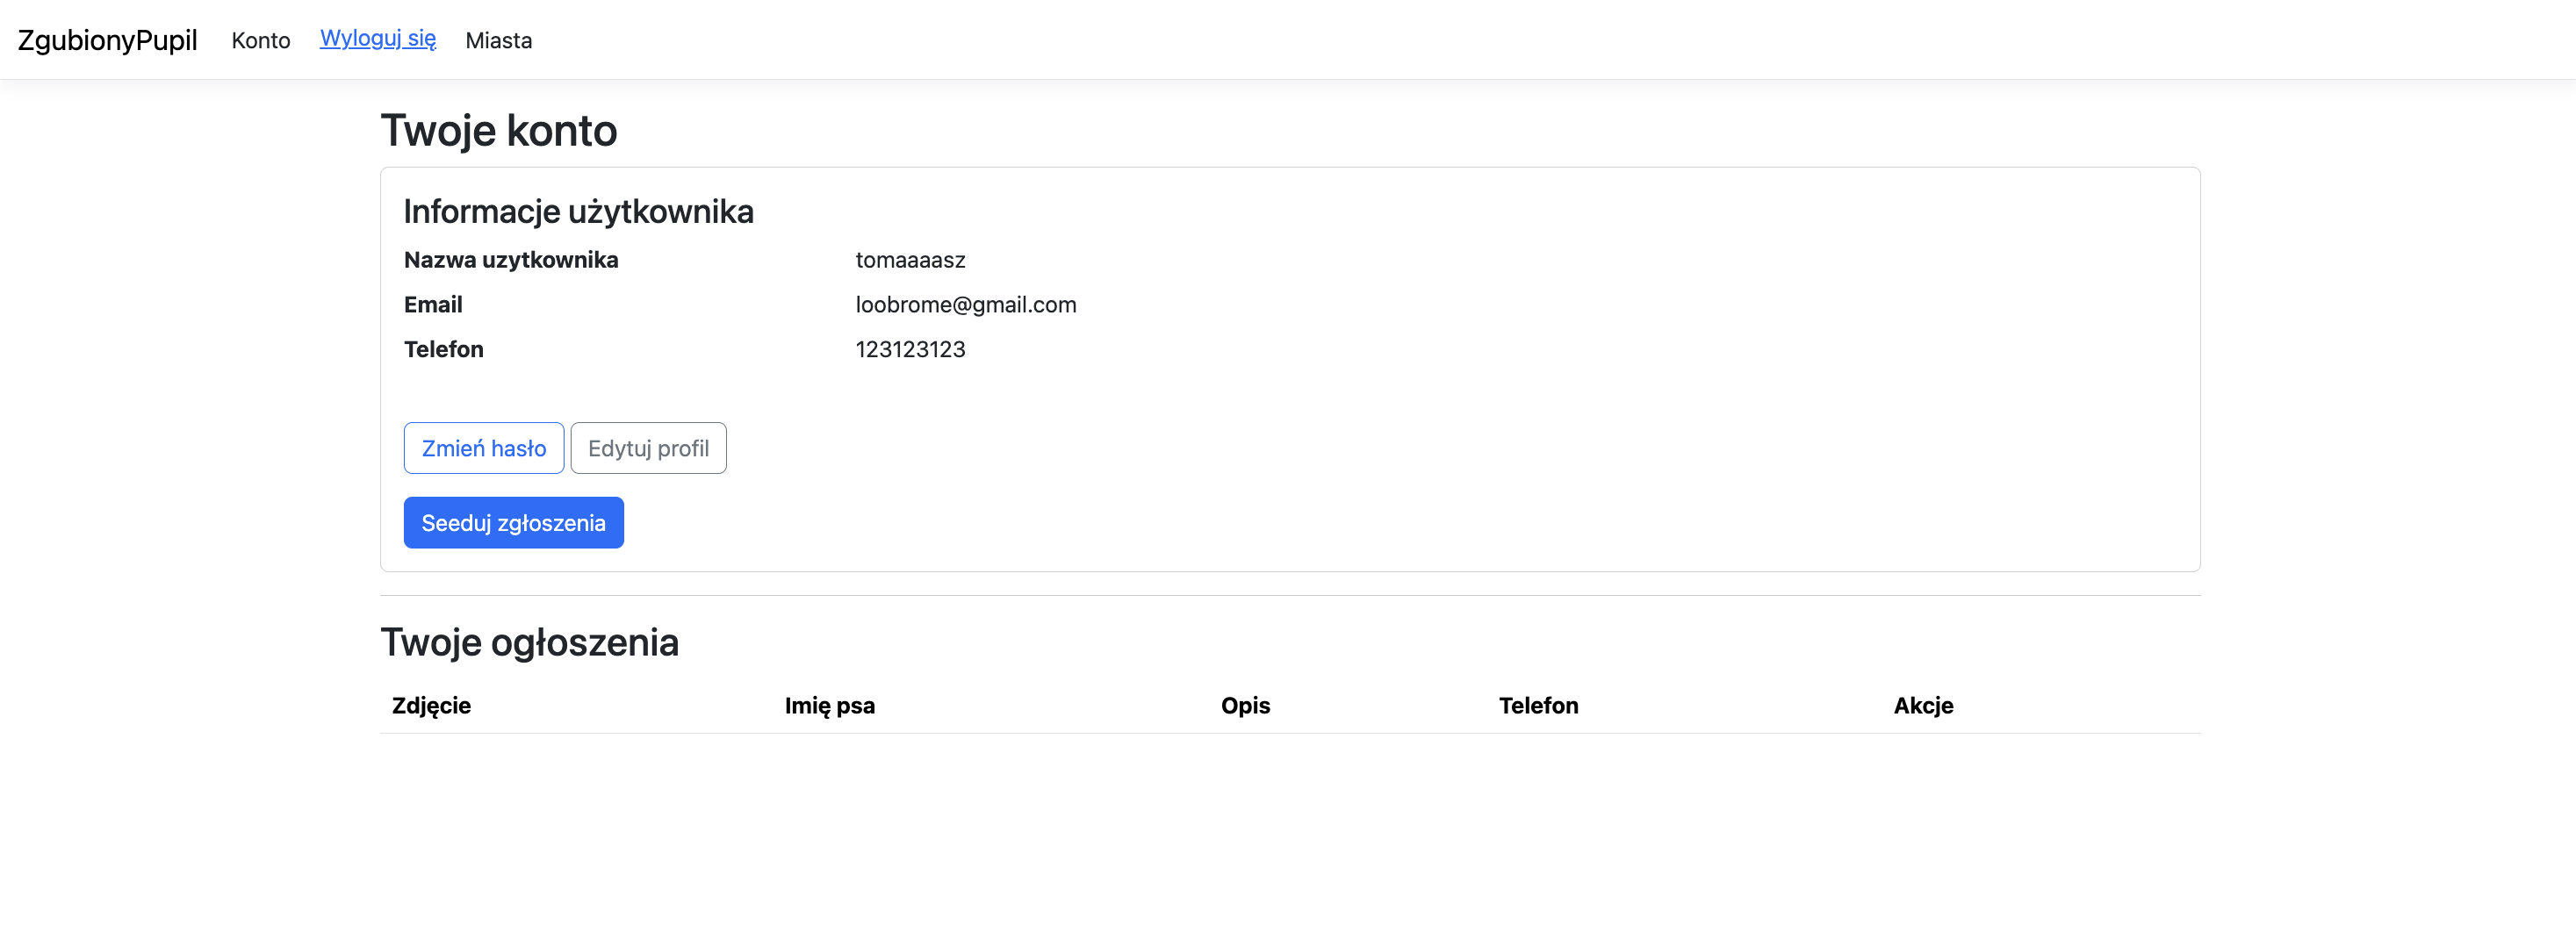 ZgubionyPupil Konto Wyloguj się Miasta
Twoje konto
Informacje użytkownika
Nazwa uzytkownika tomaaaasz
Email loobrome@gmail.com
Telefon 123123123
Zmień hasło Edytuj profil
Seeduj zgłoszenia
Twoje ogłoszenia
Zdjęcie Imię psa Opis Telefon Akcje